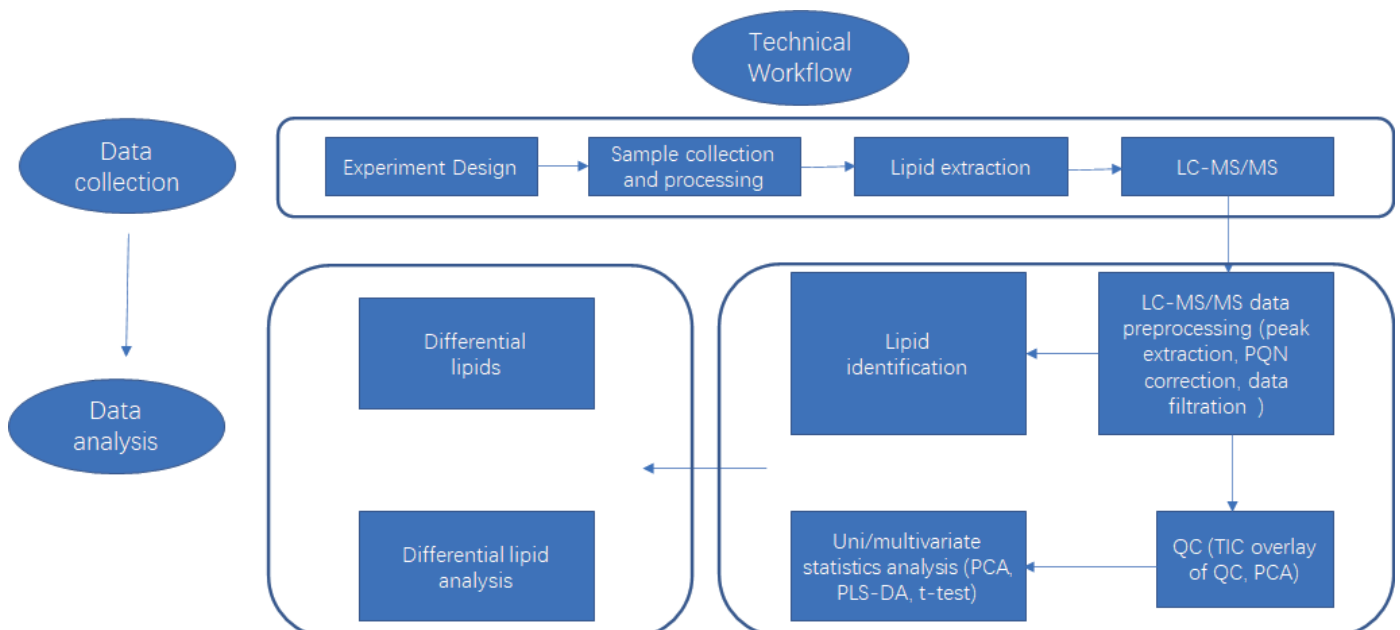 Technical
Workflow
Data
collection
Experiment Design
Sample collection
and processing
Lipid extraction
LC-MS/MS
Differential
lipids
Lipid
identification
LC-MS/MS data
preprocessing (peak
extraction, PQN
correction, data
filtration )
Data
analysis
Differential lipid
analysis
Uni/multivariate
statistics analysis (PCA,
PLS-DA, t-test)
QC (TIC overlay
of QC, PCA)